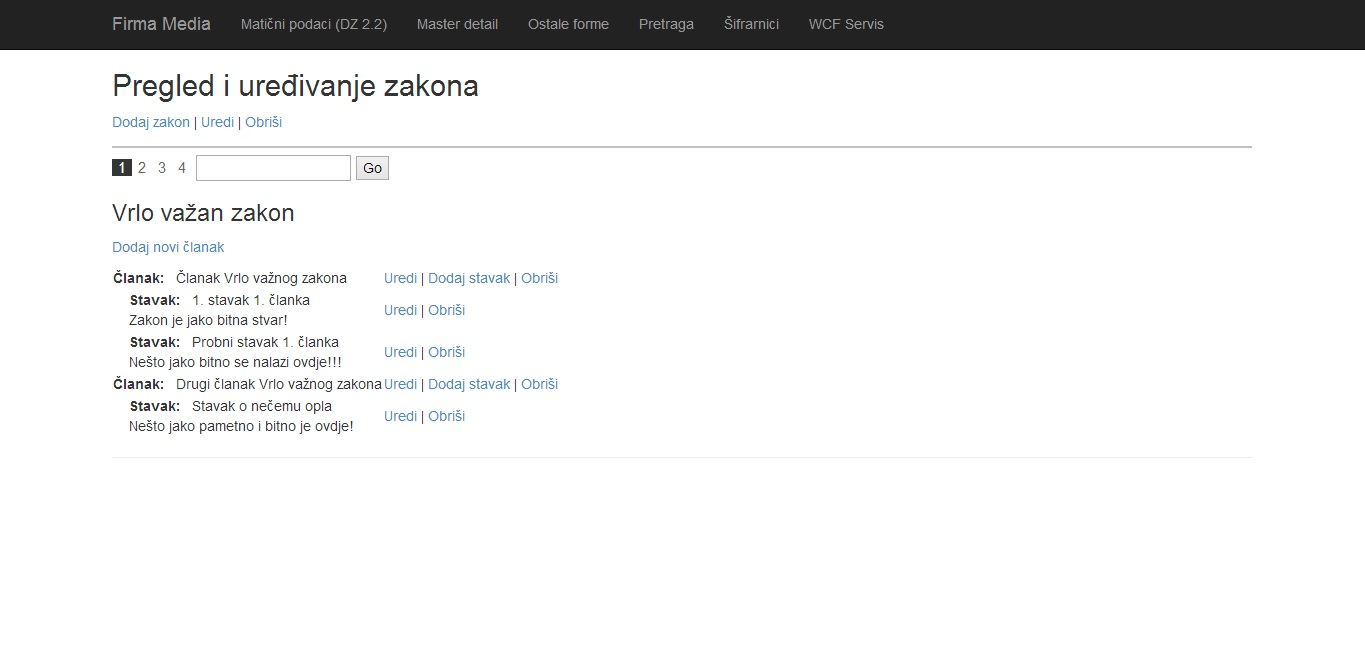 Firma Media Matični podaci (DZ 2.2) Master detail Ostale forme Pretraga Šifrarnici WCF Servis
Pregled i uređivanje zakona
Dodaj zakon | Uredi | Obriši
1 2 3 4 Go
Vrlo važan zakon
Dodaj novi članak
Članak: Članak Vrlo važnog zakona Uredi | Dodaj stavak | Obriši
Stavak: 1. stavak 1. članka
Zakon je jako bitna stvar!
Uredi | Obriši
Stavak: Probni stavak 1. članka
Nešto jako bitno se nalazi ovdje!!!
Uredi | Obriši
Članak: Drugi članak Vrlo važnog zakona Uredi | Dodaj stavak | Obriši
Stavak: Stavak o nečemu opla
Nešto jako pametno i bitno je ovdje!
Uredi | Obriši